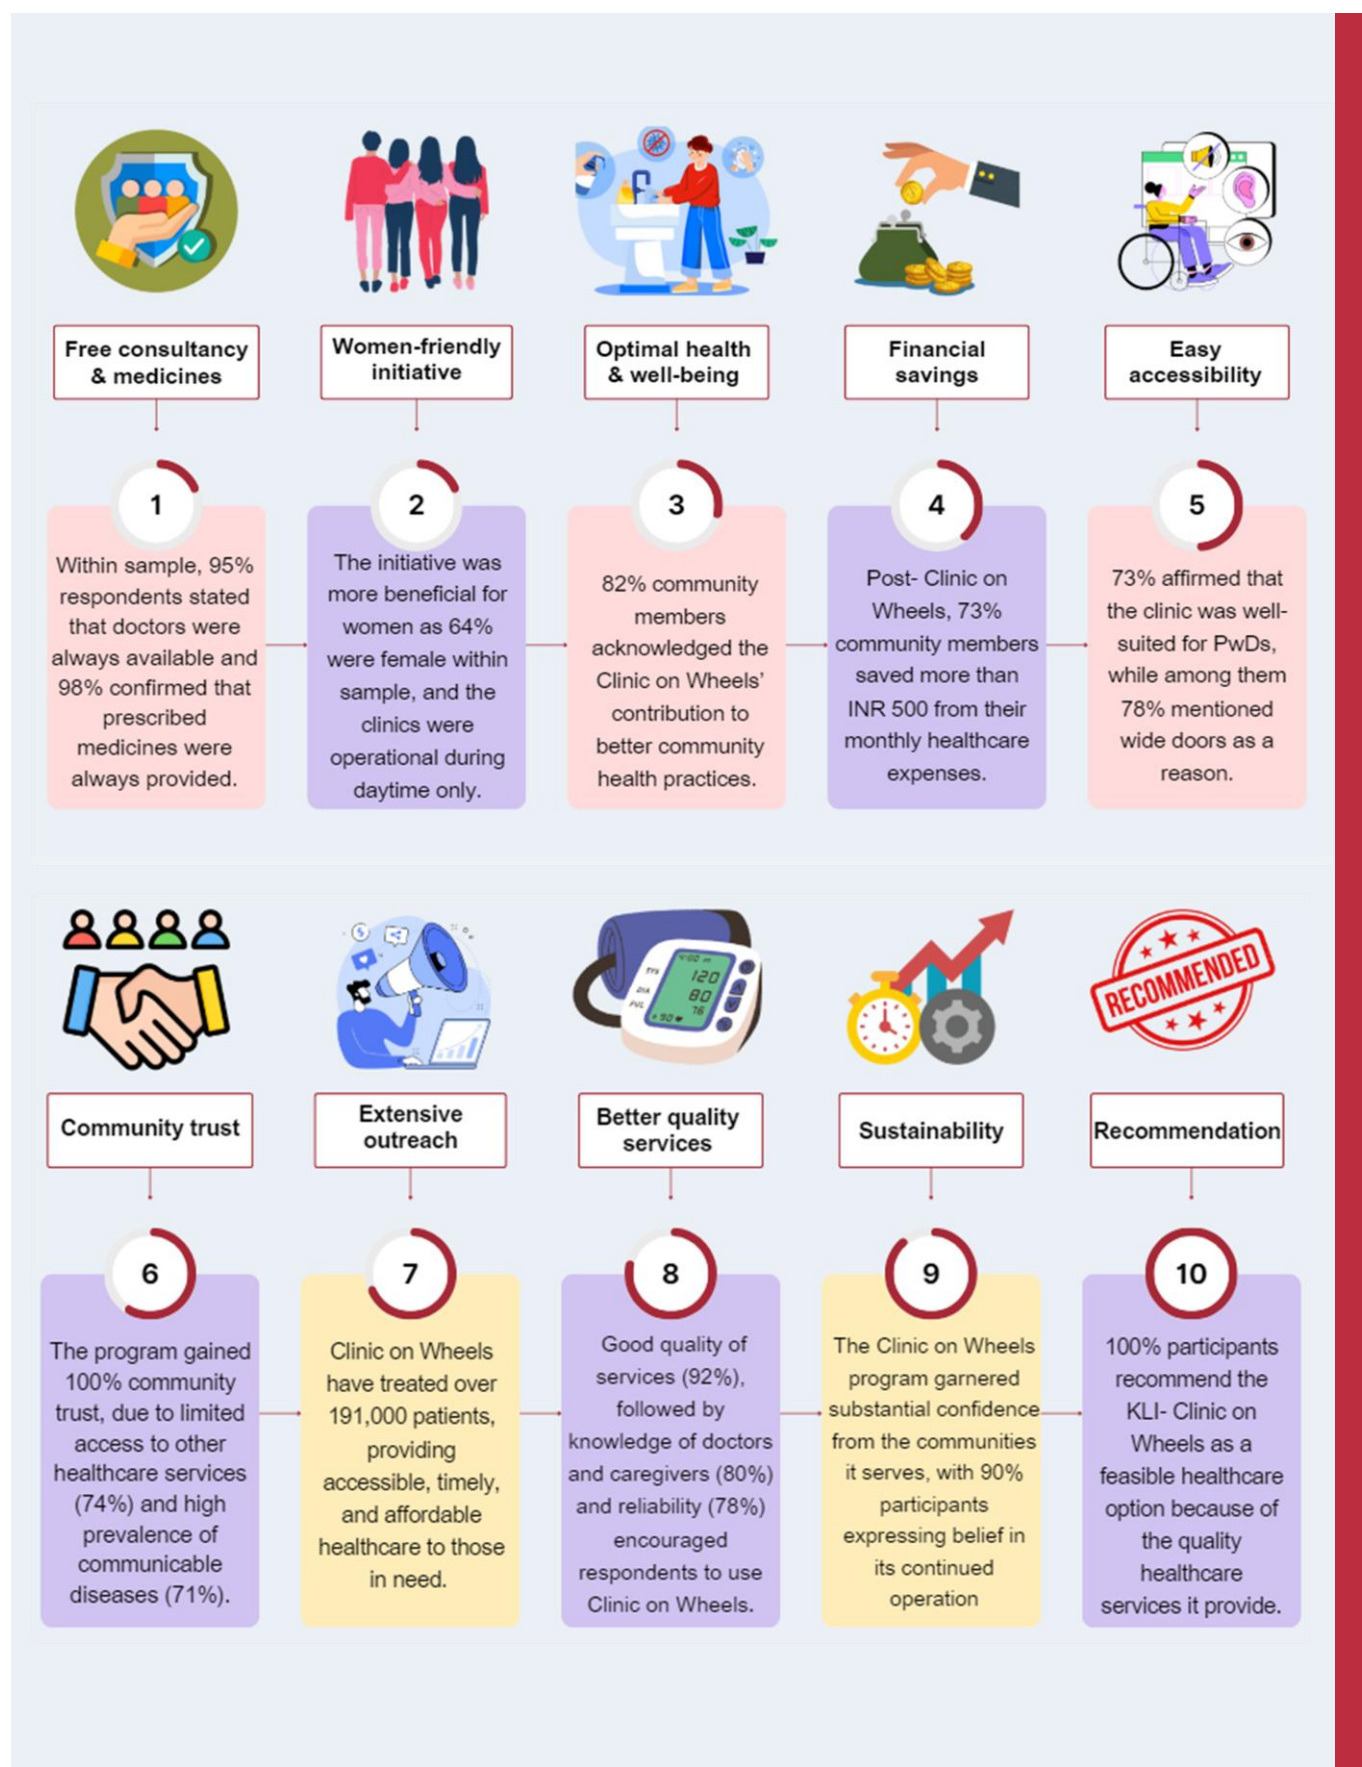 Free consultancy
& medicines
1
Within sample, 95%
respondents stated
that doctors were
always available and
98% confirmed that
prescribed
medicines were
always provided.
Women-friendly
initiative
2
The initiative was
more beneficial for
women as 64%
were female within
sample, and the
clinics were
operational during
daytime only.
Optimal health
& well-being
3
82% community
members
acknowledged the
Clinic on Wheels'
contribution to
better community
health practices.
Financial
savings
4
Post- Clinic on
Wheels, 73%
community members
saved more than
INR 500 from their
monthly healthcare
expenses.
Easy
accessibility
5
73% affirmed that
the clinic was well-
suited for PwDs,
while among them
78% mentioned
wide doors as a
reason.
Community trust
6
The program gained
100% community
trust, due to limited
access to other
healthcare services
(74%) and high
prevalence of
communicable
diseases (71%).
Extensive
outreach
7
Clinic on Wheels
have treated over
191,000 patients,
providing
accessible, timely,
and affordable
healthcare to those
in need.
SYS
120
DIA
80
PUL
76
Better quality
services
8
Good quality of
services (92%),
followed by
knowledge of doctors
and caregivers (80%)
and reliability (78%)
encouraged
respondents to use
Clinic on Wheels.
Sustainability
9
The Clinic on Wheels
program garnered
substantial confidence
from the communities
it serves, with 90%
participants
expressing belief in
its continued
operation
RECOMMENDED
Recommendation
10
100% participants
recommend the
KLI- Clinic on
Wheels as a
feasible healthcare
option because of
the quality
healthcare
services it provide.